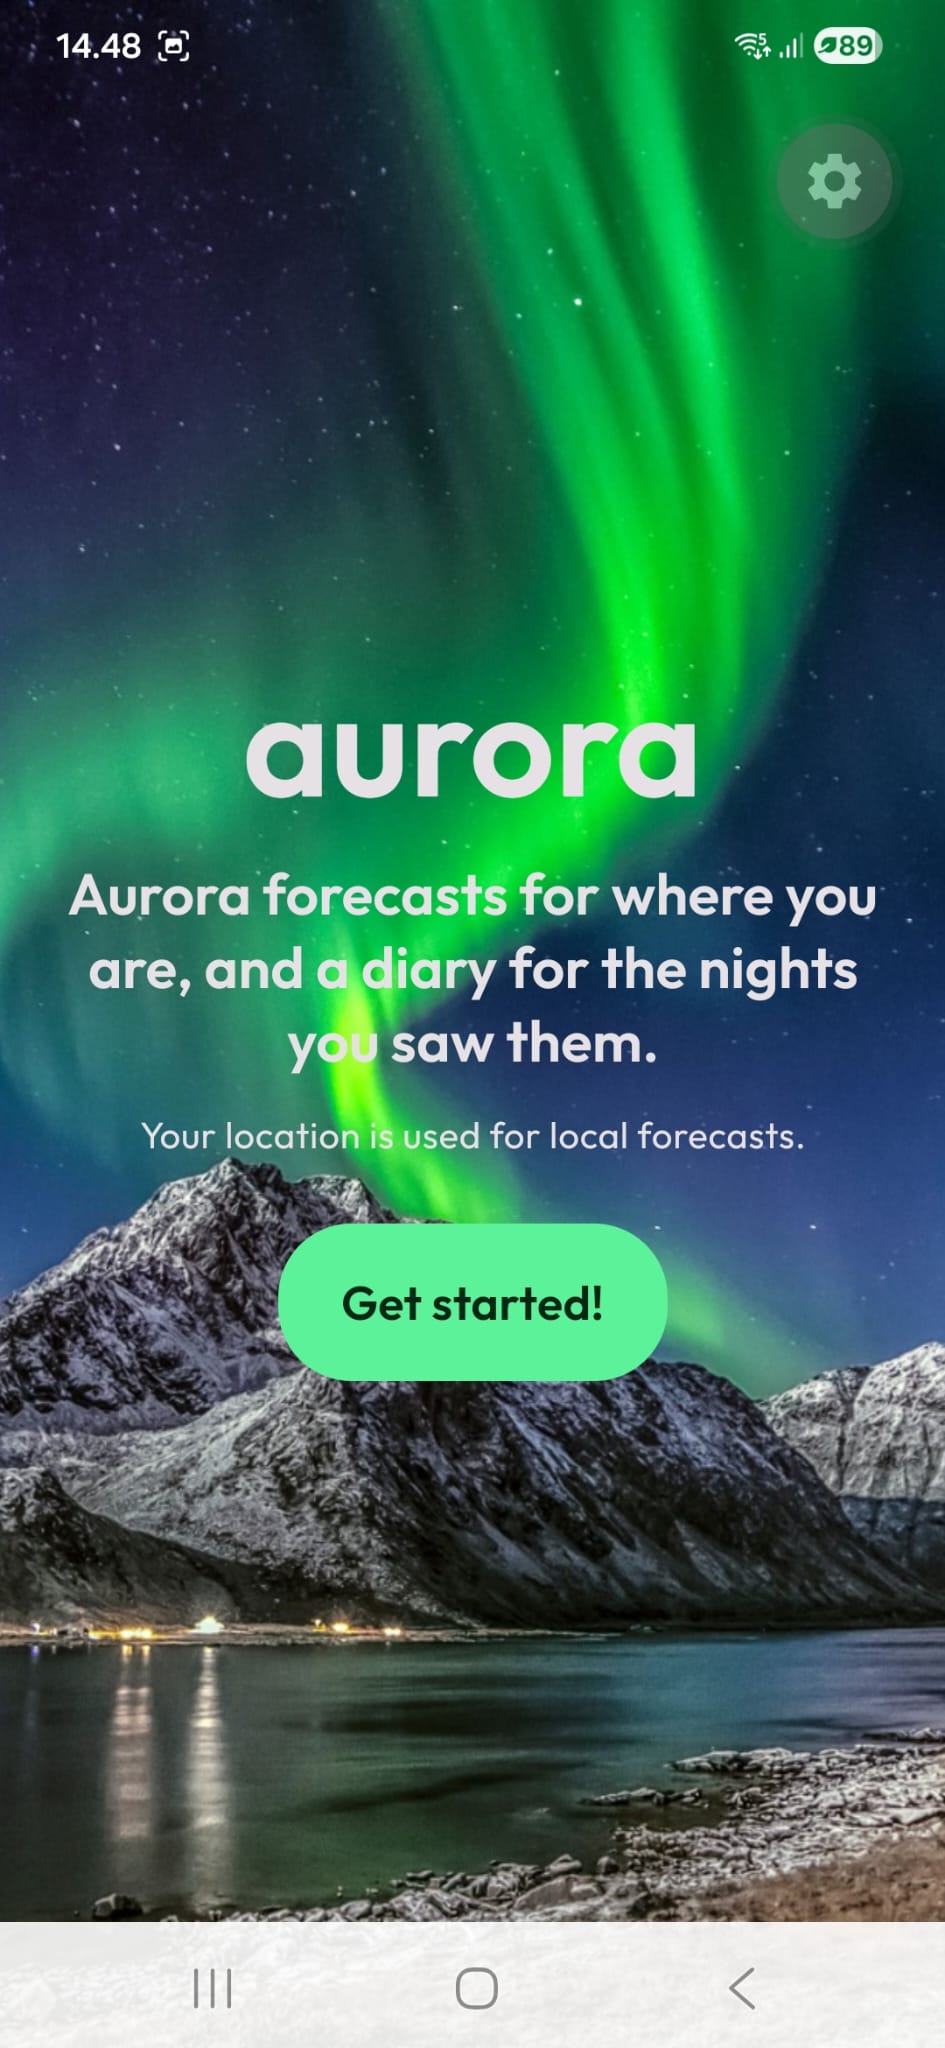 14.48
5
89
aurora
Aurora forecasts for where you
are, and a diary for the nights
you saw them.
Your location is used for local forecasts.
Get started!